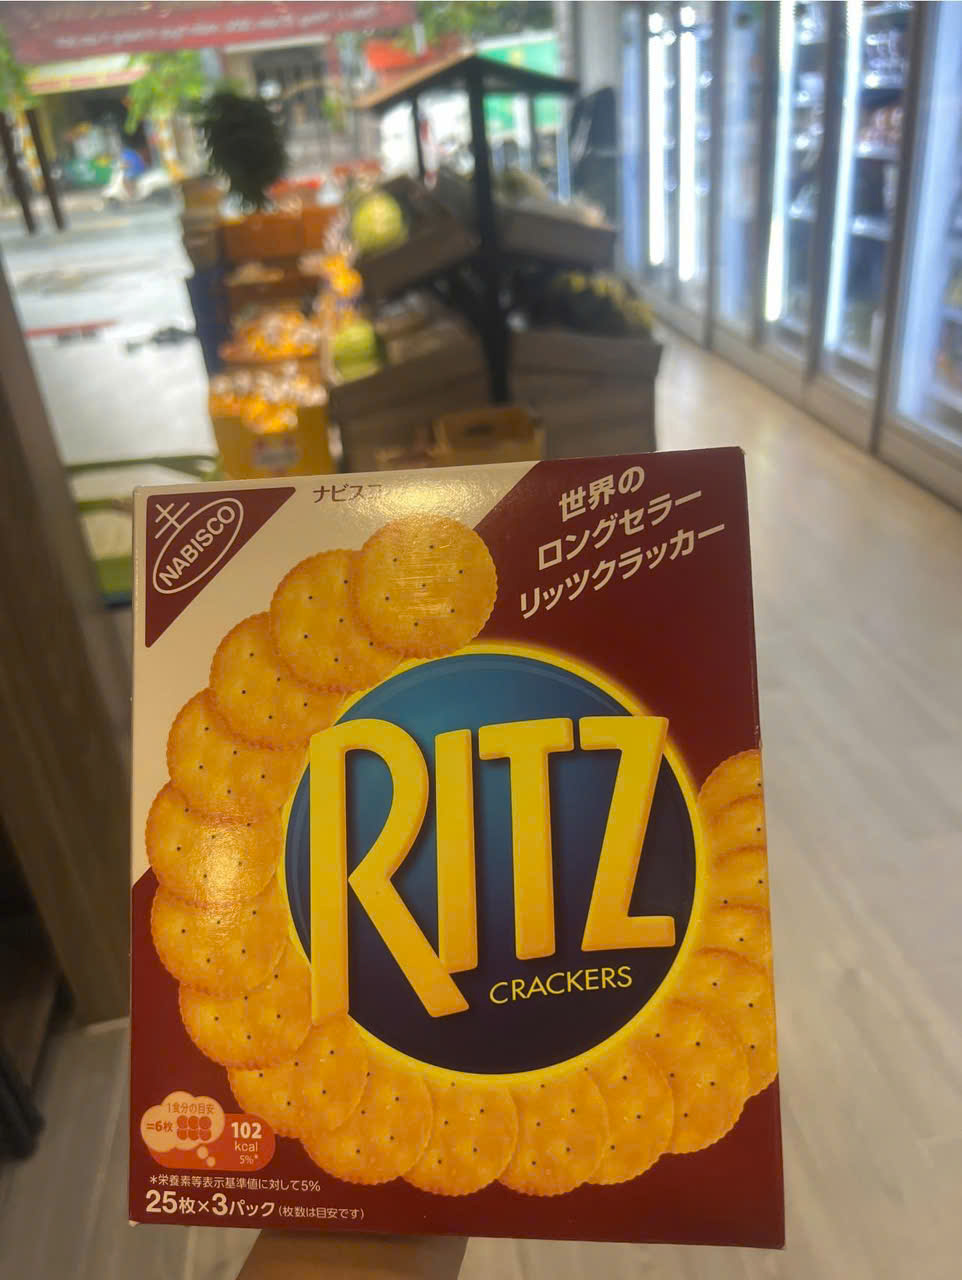 NABISCO
ナビスコ
世界の
ロングセラー
リッツクラッカー
RITZ
CRACKERS
1食分の目安
=6枚
102
kcal
5%*
*栄養素等表示基準値に対して5%
25枚×3パック (枚数は目安です)